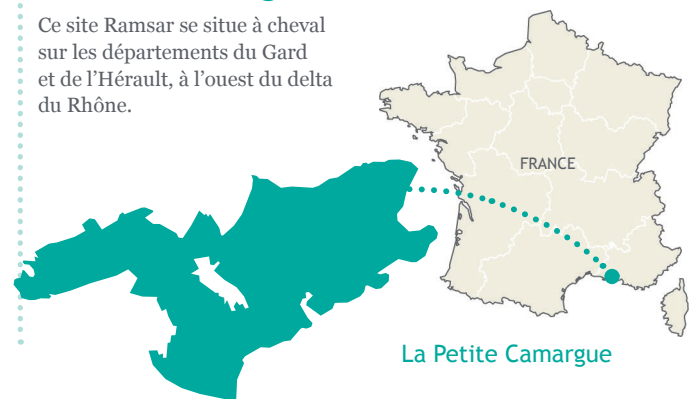 Ce site Ramsar se situe à cheval
sur les départements du Gard
et de l’Hérault, à l’ouest du delta
du Rhône.
FRANCE
La Petite Camargue